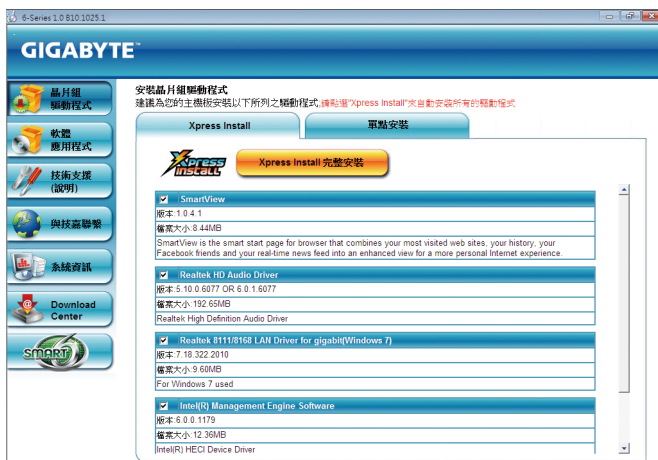 6-Series 1.0 B10.1025.1
GIGABYTE™
晶片組
驅動程式
軟體
應用程式
技術支援
(說明)
與技嘉聯繫
系統資訊
Download
Center
SMART
安裝晶片組驅動程式
建議為您的主機板安裝以下所列之驅動程式;請點選"Xpress Install"來自動安裝所有的驅動程式
Xpress Install
單點安裝
Xpress
INSTALL
Xpress Install 完整安裝
SmartView
版本:1.0.4.1
檔案大小:8.44MB
SmartView is the smart start page for browser that combines your most visited web sites, your history, your
Facebook friends and your real-time news feed into an enhanced view for a more personal Internet experience.
Realtek HD Audio Driver
版本:5.10.0.6077 OR 6.0.1.6077
檔案大小:192.65MB
Realtek High Definition Audio Driver
Realtek 8111/8168 LAN Driver for gigabit(Windows 7)
版本:7.18.322.2010
檔案大小:9.60MB
For Windows 7 used
Intel(R) Management Engine Software
版本:6.0.0.1179
檔案大小:12.36MB
Intel(R) HECI Device Driver